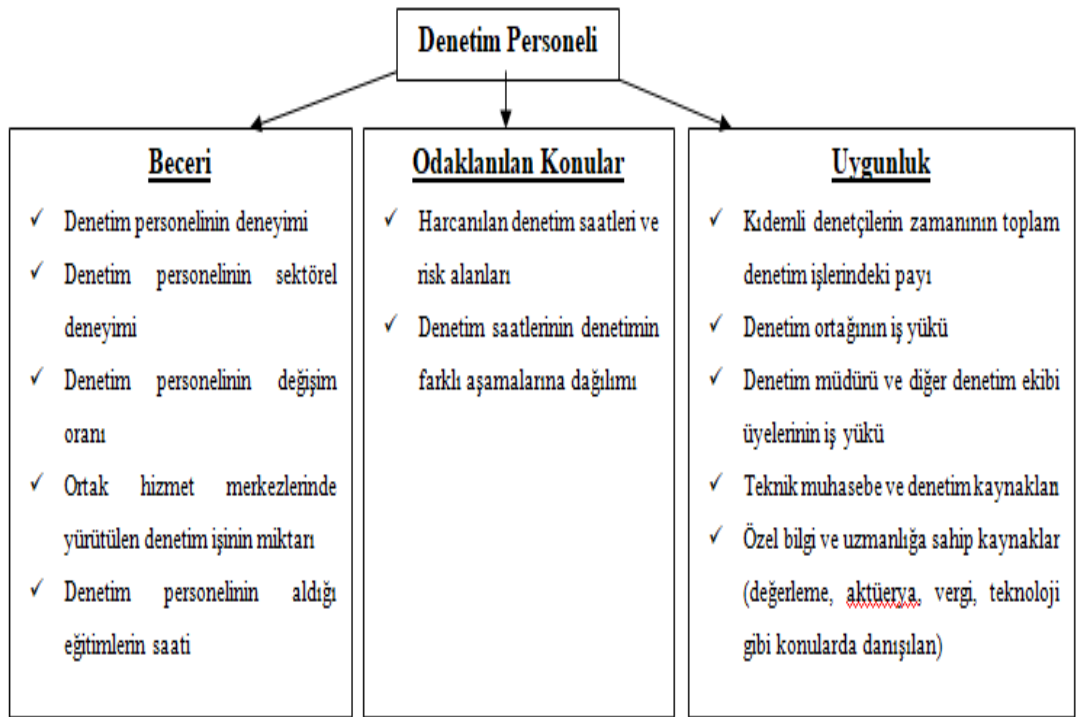 Denetim Personeli
Beceri
✓ Denetim personelinin deneyimi
✓ Denetim personelinin sektörel
deneyimi
✓ Denetim personelinin değişim
oranı
✓ Ortak hizmet merkezlerinde
yürütülen denetim işinin miktarı
✓ Denetim personelinin aldığı
eğitimlerin saati
Odaklanılan Konular
✓ Harcanılan denetim saatleri ve
risk alanları
✓ Denetim saatlerinin denetimin
farklı aşamalarına dağılımı
Uygunluk
✓ Kıdemli denetçilerin zamanının toplam
denetim işlerindeki payı
✓ Denetim ortağının iş yükü
✓ Denetim müdürü ve diğer denetim ekibi
üyelerinin iş yükü
✓ Teknik muhasebe ve denetim kaynakları
✓ Özel bilgi ve uzmanlığa sahip kaynaklar
(değerleme, aktüerya, vergi, teknoloji
gibi konularda danışılan)